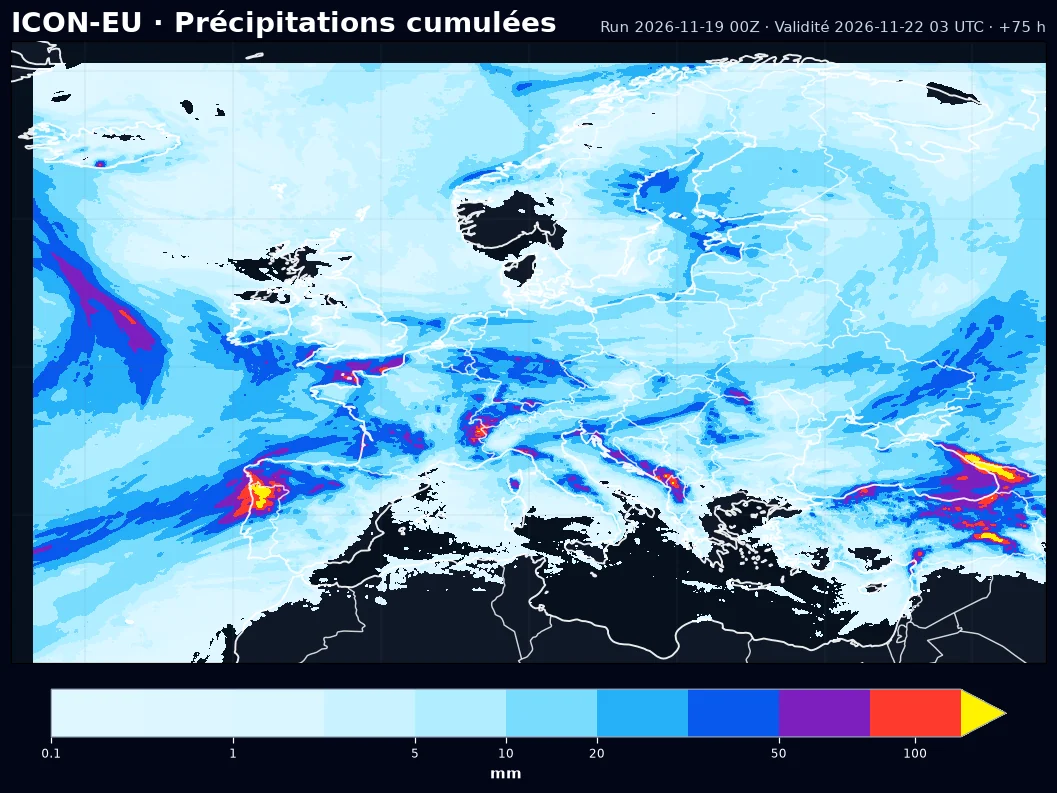 ICON-EU · Précipitations cumulées
Run 2026-11-19 00Z · Validité 2026-11-22 03 UTC · +75 h
0.1 1 5 10 20 50 100
mm